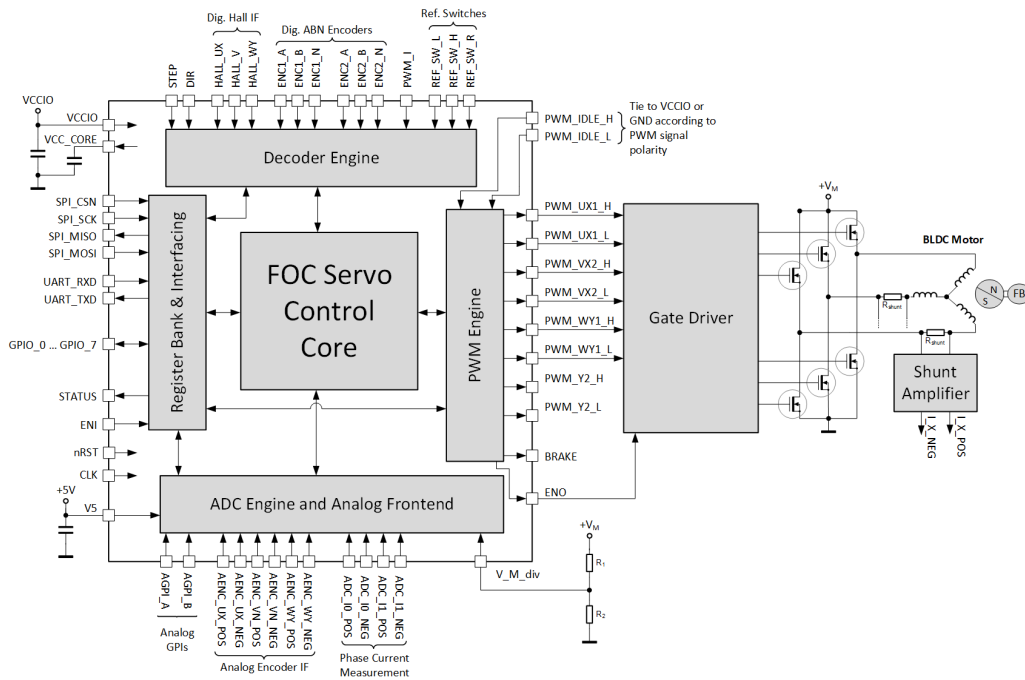 Dig. Hall IF
Dig. ABN Encoders
Ref. Switches
STEP
DIR
HALL_UX
HALL_V
HALL_WY
ENC1_A
ENC1_B
ENC1_N
ENC2_A
ENC2_B
ENC2_N
PWM_I
REF_SW_L
REF_SW_H
REF_SW_R
VCCIO
VCCIO
VCC_CORE
Decoder Engine
PWM_IDLE_H
PWM_IDLE_L
Tie to VCCIO or
GND according to
PWM signal
polarity
SPI_CSN
SPI_SCK
SPI_MISO
SPI_MOSI
UART_RXD
UART_TXD
GPIO_0 ... GPIO_7
STATUS
ENI
nRST
CLK
+5V
V5
Register Bank & Interfacing
FOC Servo
Control
Core
PWM Engine
PWM_UX1_H
PWM_UX1_L
PWM_VX2_H
PWM_VX2_L
PWM_WY1_H
PWM_WY1_L
PWM_Y2_H
PWM_Y2_L
BRAKE
ENO
Gate Driver
+VM
BLDC Motor
N
S
FB
Rshunt
Rshunt
Shunt
Amplifier
I_X_NEG
I_X_POS
ADC Engine and Analog Frontend
+VM
R1
R2
V_M_div
AGPI_A
AGPI_B
AENC_UX_POS
AENC_UX_NEG
AENC_VN_POS
AENC_VN_NEG
AENC_WY_POS
AENC_WY_NEG
ADC_I0_POS
ADC_I0_NEG
ADC_I1_POS
ADC_I1_NEG
Analog
GPIs
Analog Encoder IF
Phase Current
Measurement